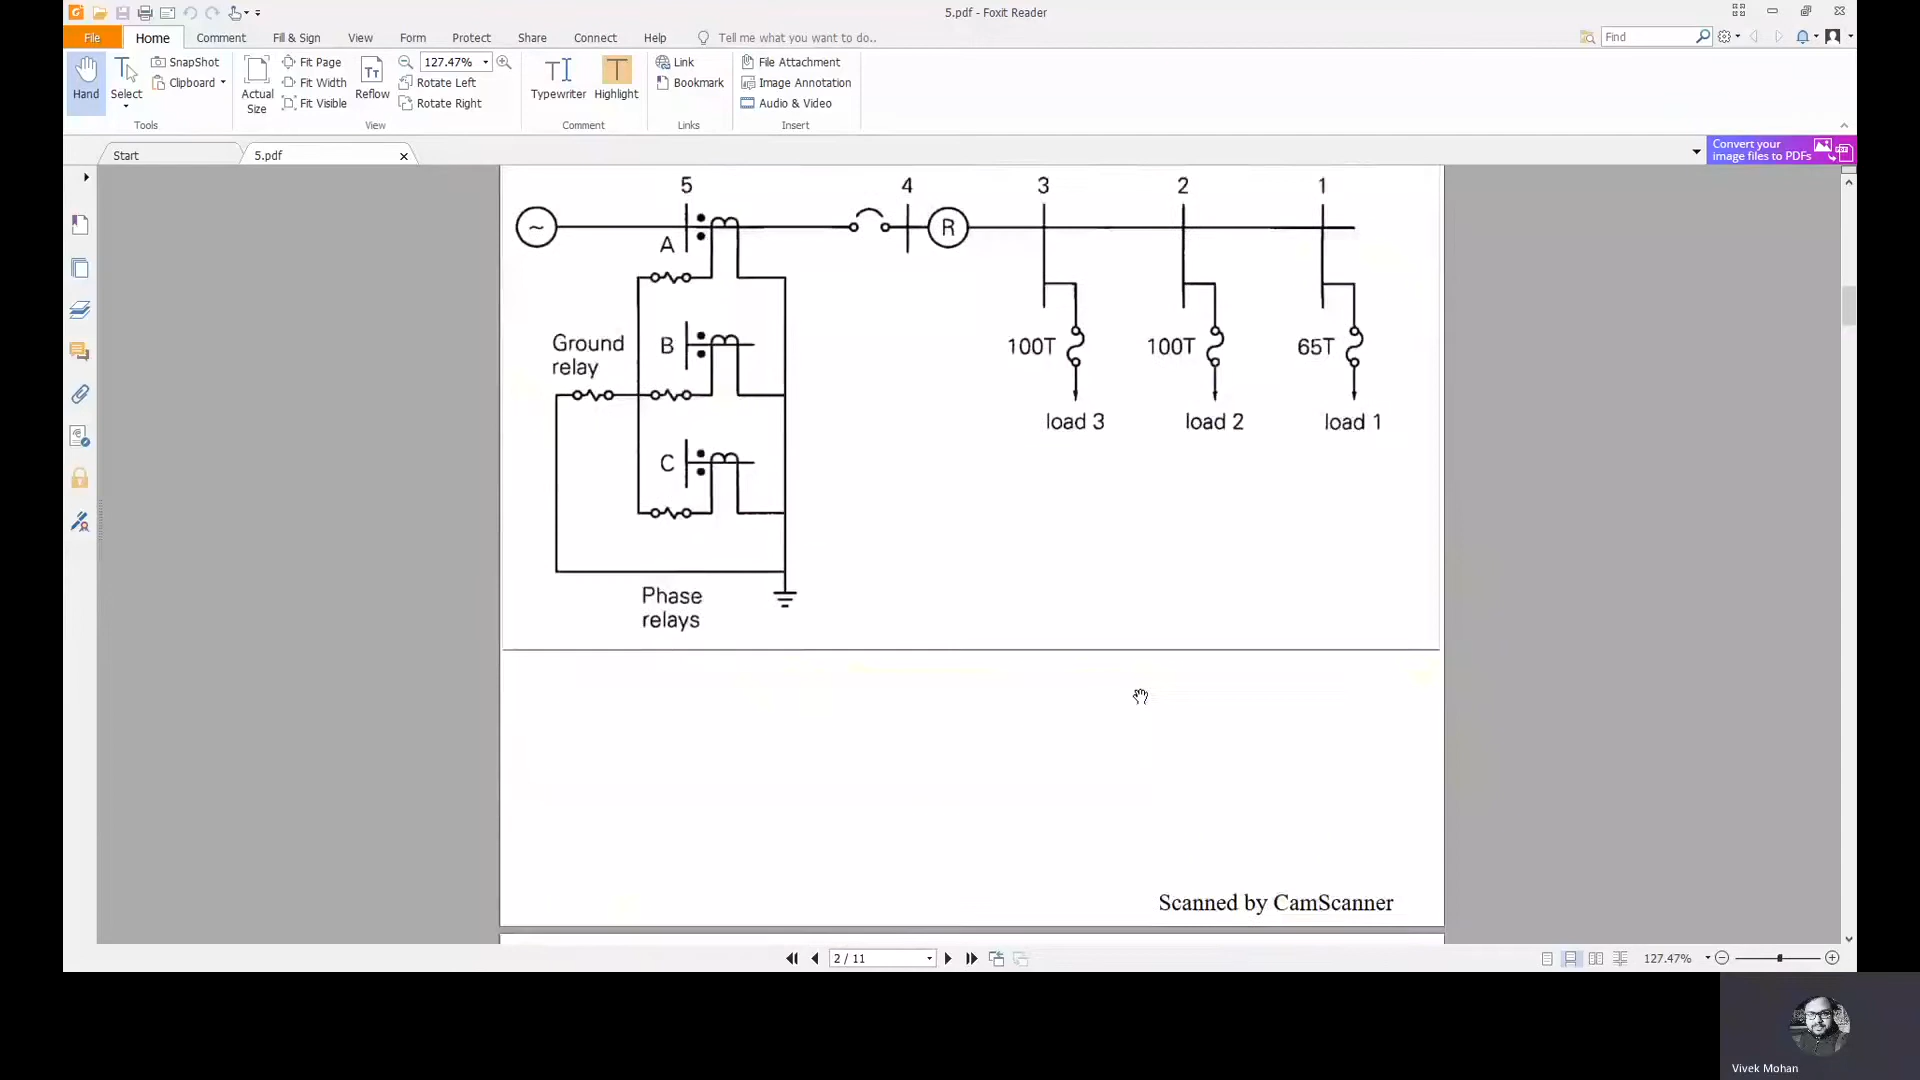 5.pdf - Foxit Reader
File Home Comment Fill & Sign View Form Protect Share Connect Help Tell me what you want to do.. Find
Hand
Select
SnapShot
Clipboard
Tools
Actual
Size
Fit Page
Fit Width
Fit Visible
Reflow
127.47%
Rotate Left
Rotate Right
View
Typewriter
Highlight
Comment
Link
Bookmark
Links
File Attachment
Image Annotation
Audio & Video
Insert
Start
5.pdf
Convert your
image files to PDFs
5 4 3 2 1
A
~
R
Ground
relay
B
C
100T
100T
65T
load 3
load 2
load 1
Phase
relays
Scanned by CamScanner
2 / 11
127.47%
Vivek Mohan